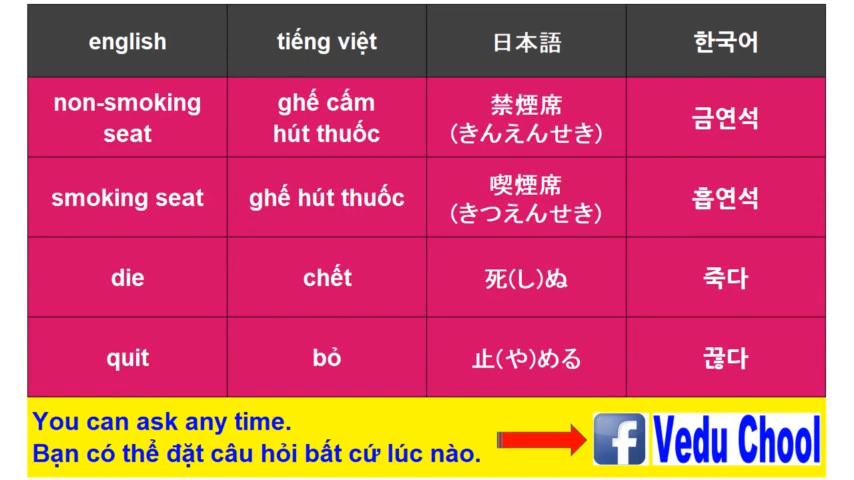 english
tiếng việt
日本語
한국어
non-smoking
seat
ghế cấm
hút thuốc
禁煙席
(きんえんせき)
금연석
smoking seat
ghế hút thuốc
喫煙席
(きつえんせき)
흡연석
die
chết
死(し)ぬ
죽다
quit
bỏ
止(や)める
끊다
You can ask any time.
Bạn có thể đặt câu hỏi bất cứ lúc nào.
f Vedu Chool